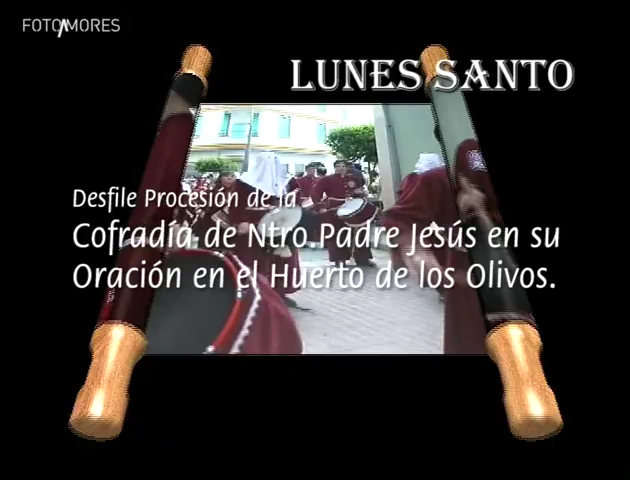 FOTOAMORES
LUNES SANTO
Desfile Procesión de la
Cofradía de Ntro.Padre Jesús en su
Oración en el Huerto de los Olivos.